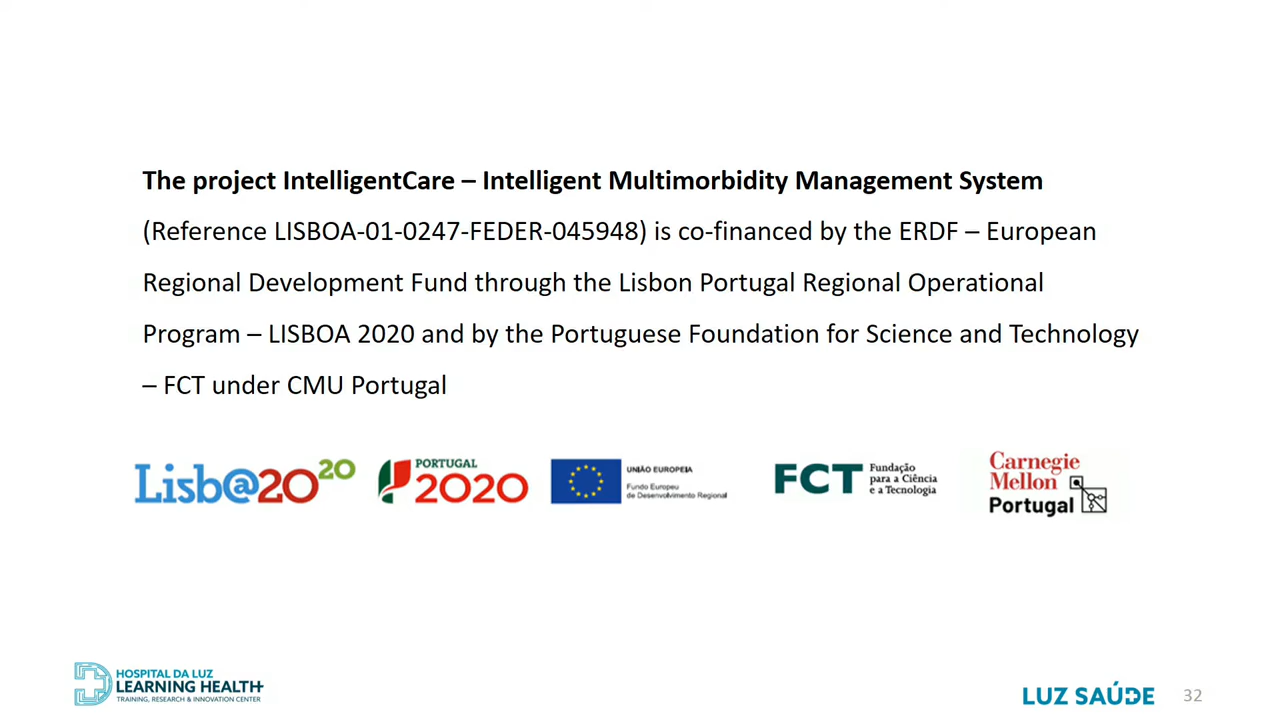 The project IntelligentCare – Intelligent Multimorbidity Management System
(Reference LISBOA-01-0247-FEDER-045948) is co-financed by the ERDF – European
Regional Development Fund through the Lisbon Portugal Regional Operational
Program – LISBOA 2020 and by the Portuguese Foundation for Science and Technology
– FCT under CMU Portugal
Lisb@2020
PORTUGAL
2020
UNIÃO EUROPEIA
Fundo Europeu
de Desenvolvimento Regional
FCT
Fundação
para a Ciência
e a Tecnologia
Carnegie
Mellon
Portugal
HOSPITAL DA LUZ
LEARNING HEALTH
TRAINING, RESEARCH & INNOVATION CENTER
LUZ SAÚDE
32